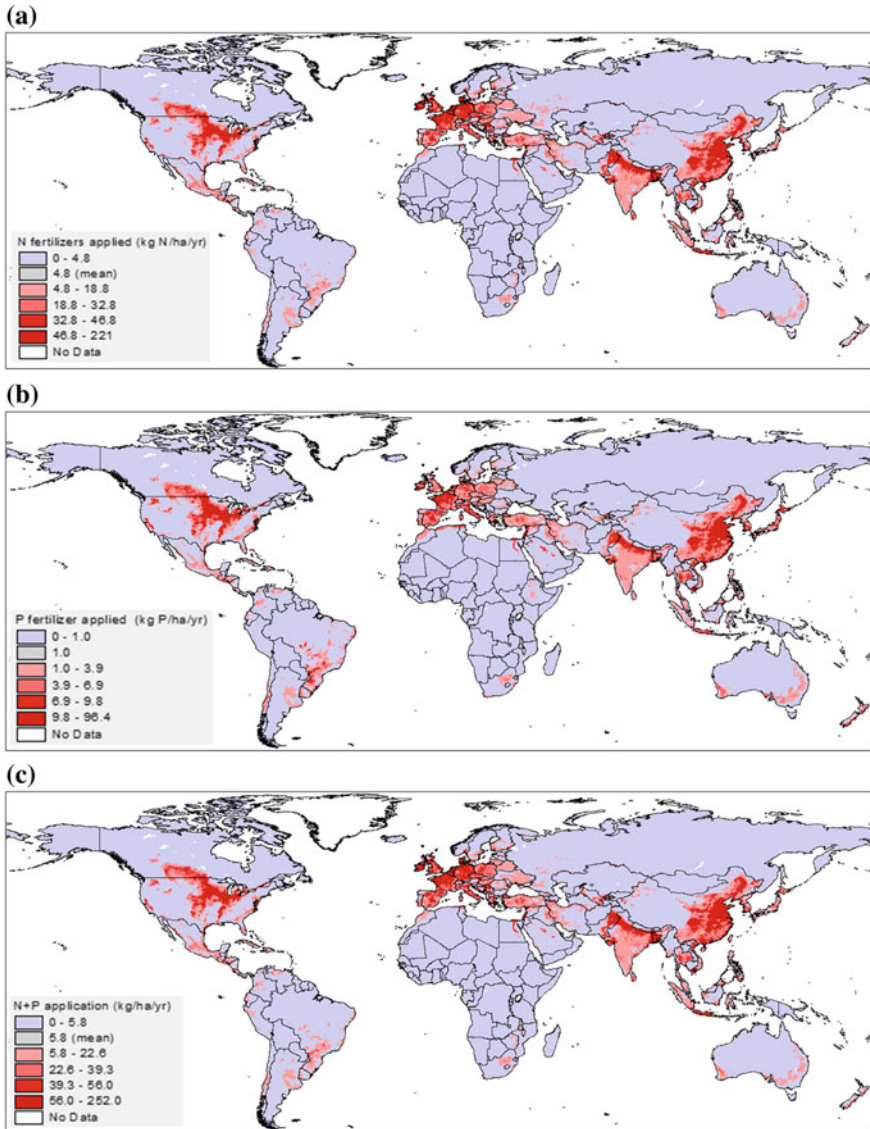 (a)
N fertilizers applied (kg N/ha/yr)
0 - 4.8
4.8 (mean)
4.8 - 18.8
18.8 - 32.8
32.8 - 46.8
46.8 - 221
No Data
(b)
P fertilizer applied (kg P/ha/yr)
0 - 1.0
1.0
1.0 - 3.9
3.9 - 6.9
6.9 - 9.8
9.8 - 96.4
No Data
(c)
N+P application (kg/ha/yr)
0 - 5.8
5.8 (mean)
5.8 - 22.6
22.6 - 39.3
39.3 - 56.0
56.0 - 252.0
No Data